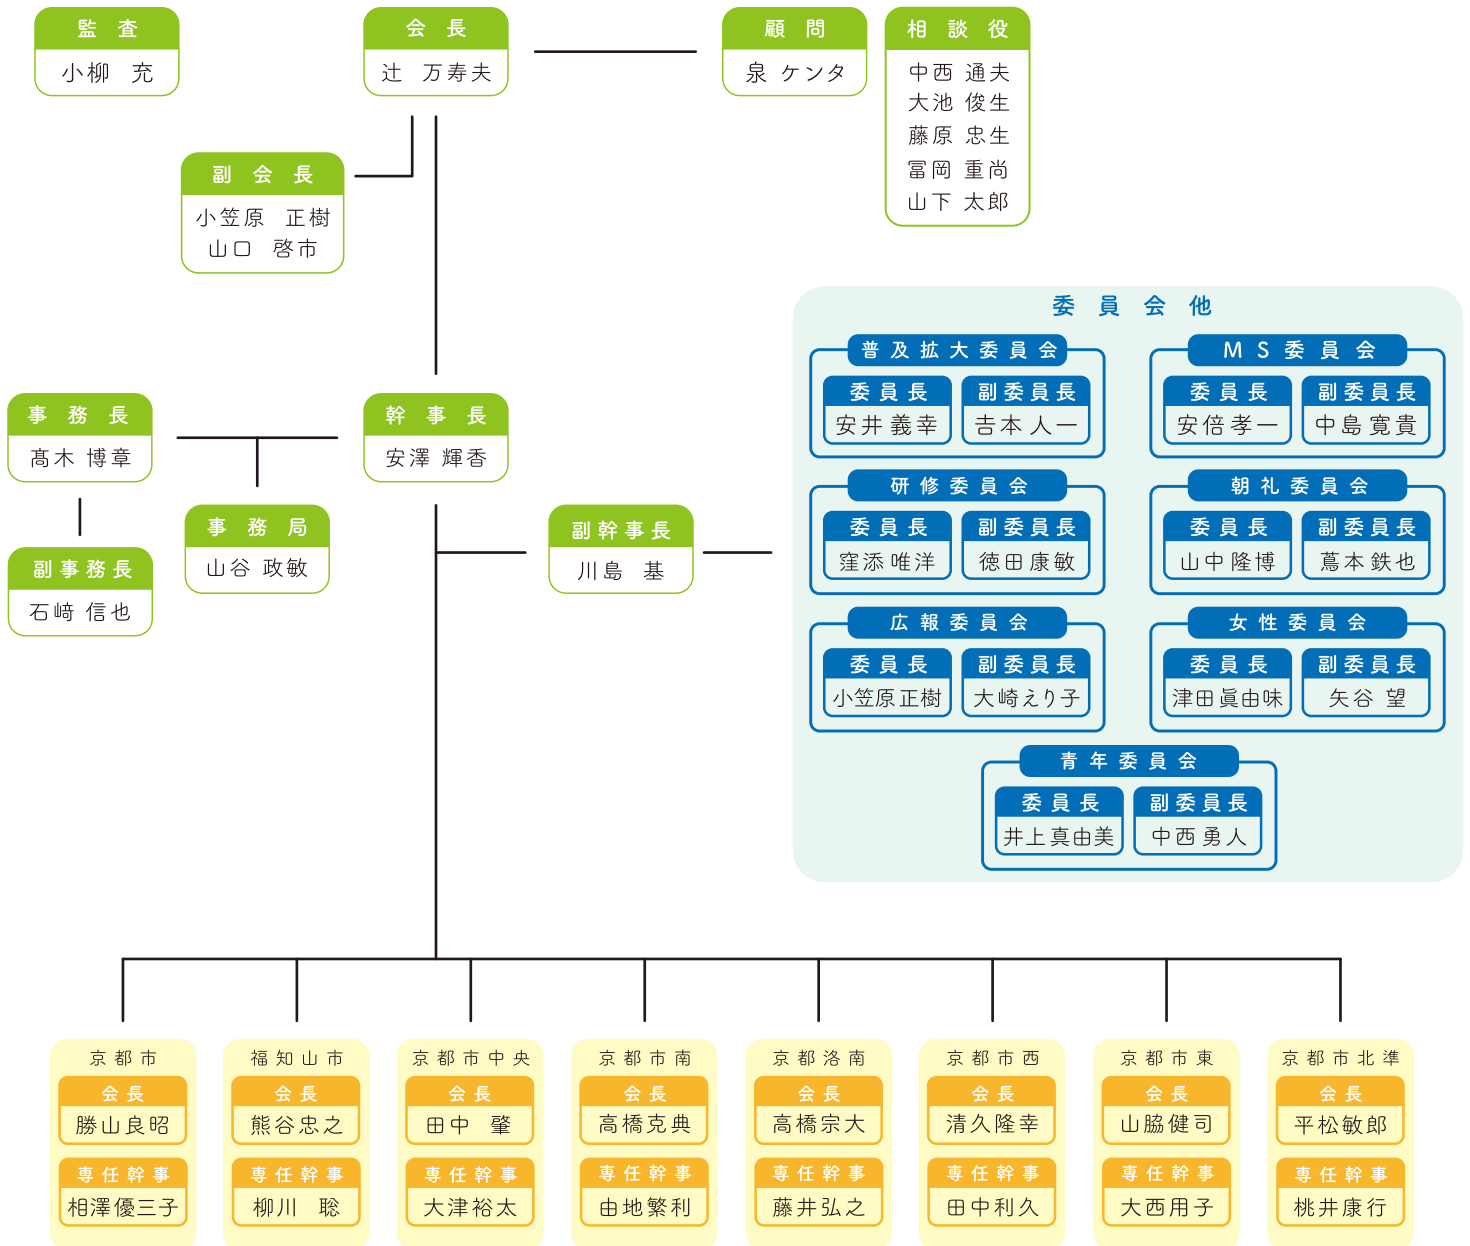 監査
小柳 充
会長
辻 万寿夫
顧問
泉 ケンタ
相談役
中西 通夫
大池 俊生
藤原 忠生
冨岡 重尚
山下 太郎
副会長
小笠原 正樹
山口 啓市
事務長
髙木 博章
幹事長
安澤 輝香
事務局
山谷 政敏
副事務長
石﨑 信也
副幹事長
川島 基
委員会他
普及拡大委員会
委員長
安井義幸
副委員長
𠮷本人一
MS委員会
委員長
安倍孝一
副委員長
中島寛貴
研修委員会
委員長
窪添唯洋
副委員長
徳田康敏
朝礼委員会
委員長
山中隆博
副委員長
蔦本鉄也
広報委員会
委員長
小笠原正樹
副委員長
大崎えり子
女性委員会
委員長
津田眞由味
副委員長
矢谷 望
青年委員会
委員長
井上真由美
副委員長
中西勇人
京都市
会長
勝山良昭
専任幹事
相澤優三子
福知山市
会長
熊谷忠之
専任幹事
柳川 聡
京都市中央
会長
田中 肇
専任幹事
大津裕太
京都市南
会長
高橋克典
専任幹事
由地繁利
京都洛南
会長
高橋宗大
専任幹事
藤井弘之
京都市西
会長
清久隆幸
専任幹事
田中利久
京都市東
会長
山脇健司
専任幹事
大西用子
京都市北準
会長
平松敏郎
専任幹事
桃井康行